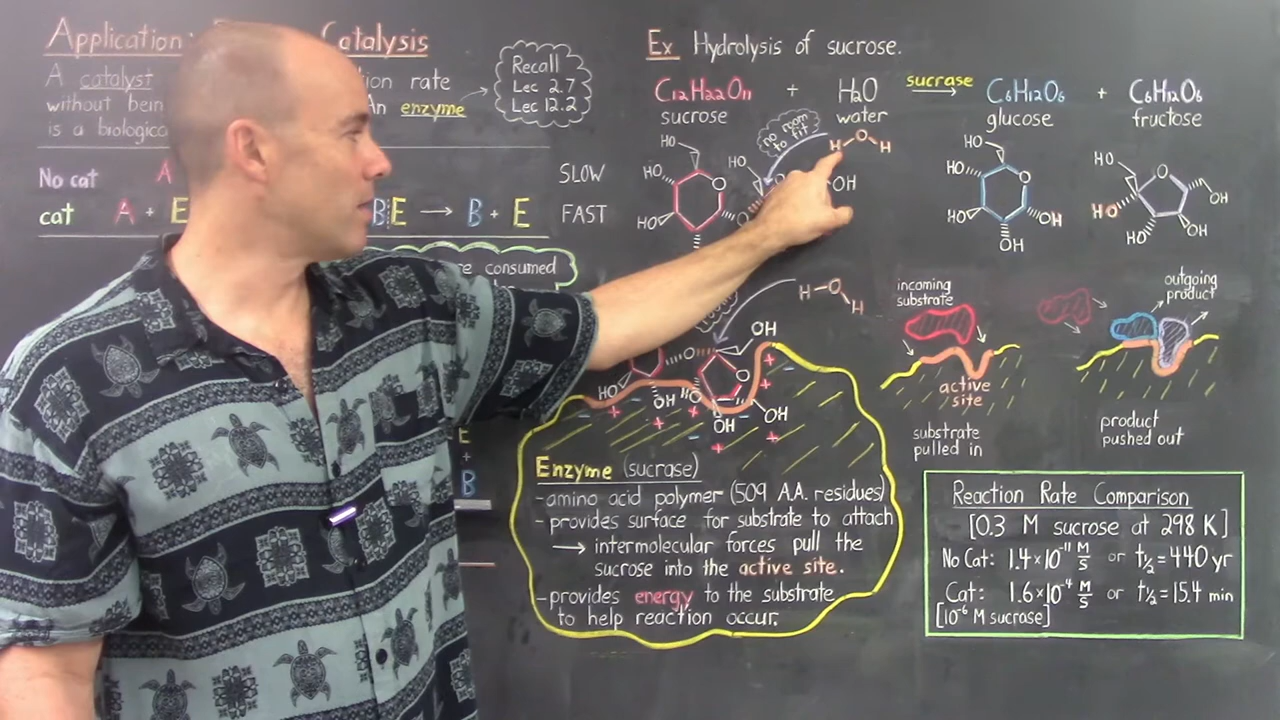 Application: Catalysis
A catalyst tion rate
without bein An enzyme
is a biologica
Recall
Lec 2.7
Lec 12.2
No cat A SLOW
cat A + E BE → B + E FAST
re consumed
E
+
B
Ex Hydrolysis of sucrose.
C12H22O11 + H2O sucrase → C6H12O6 + C6H12O6
sucrose water glucose fructose
no room
to fit
H O H
HO HO O HO O OH
HO O HO OH OH
HO HO O HO OH HO HO OH
H O H
OH
O O
HO OH OH OH
Enzyme (sucrase)
-amino acid polymer (509 A.A. residues)
-provides surface for substrate to attach
→ intermolecular forces pull the
sucrose into the active site.
-provides energy to the substrate
to help reaction occur.
incoming
substrate
active
site
substrate
pulled in
outgoing
product
product
pushed out
Reaction Rate Comparison
[0.3 M sucrose at 298 K]
No Cat: 1.4×10⁻¹¹ M/s or t½ = 440 yr
Cat: 1.6×10⁻⁴ M/s or t½ = 15.4 min
[10⁻⁶ M sucrase]